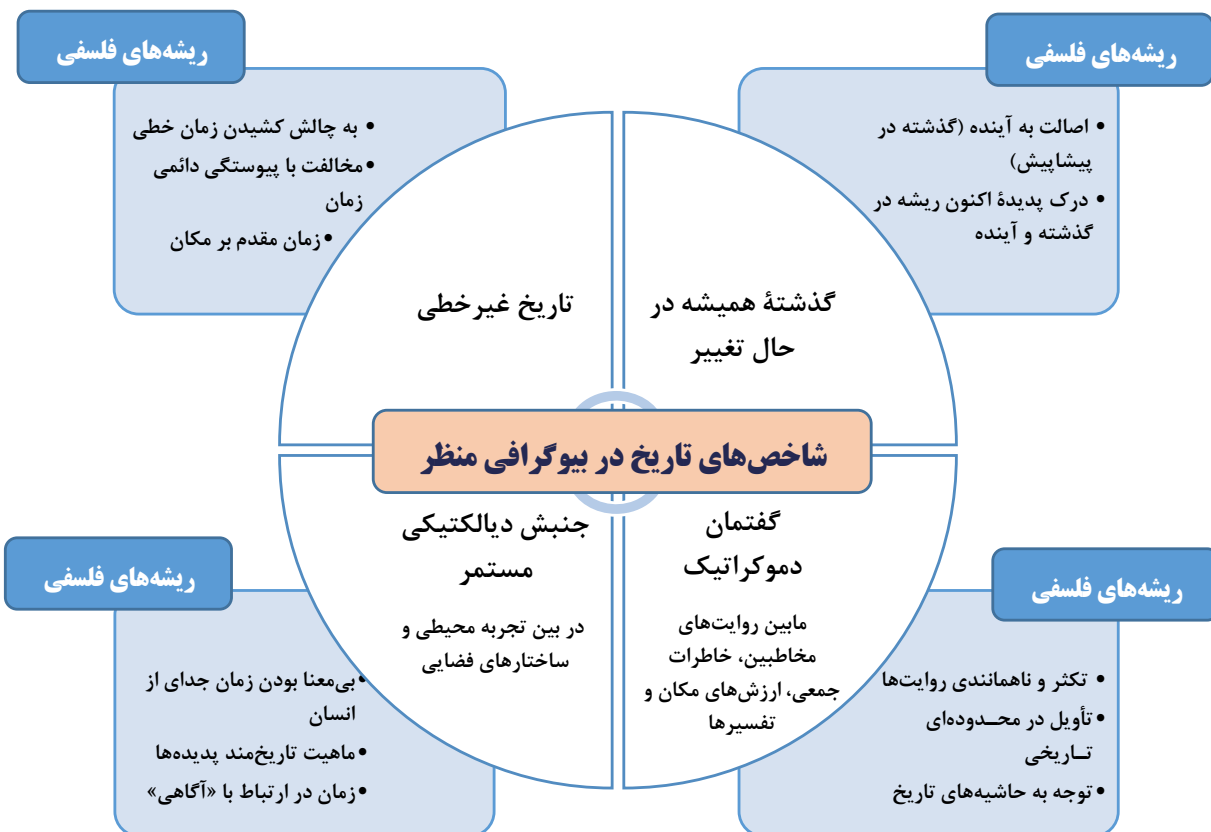 ریشه‌های فلسفی
• اصالت به آینده (گذشته در
پیشاپیش)
• درک پدیدهٔ اکنون ریشه در
گذشته و آینده
گذشتهٔ همیشه در
حال تغییر
ریشه‌های فلسفی
• به چالش کشیدن زمان خطی
• مخالفت با پیوستگی دائمی
زمان
• زمان مقدم بر مکان
تاریخ غیرخطی
شاخص‌های تاریخ در بیوگرافی منظر
گفتمان
دموکراتیک
مابین روایت‌های
مخاطبین، خاطرات
جمعی، ارزش‌های مکان و
تفسیرها
ریشه‌های فلسفی
• تکثر و ناهمانندی روایت‌ها
• تأویل در محــدوده‌ای
تــاریخی
• توجه به حاشیه‌های تاریخ
جنبش دیالکتیکی
مستمر
در بین تجربه محیطی و
ساختارهای فضایی
ریشه‌های فلسفی
• بی‌معنا بودن زمان جدای از
انسان
• ماهیت تاریخ‌مند پدیده‌ها
• زمان در ارتباط با «آگاهی»